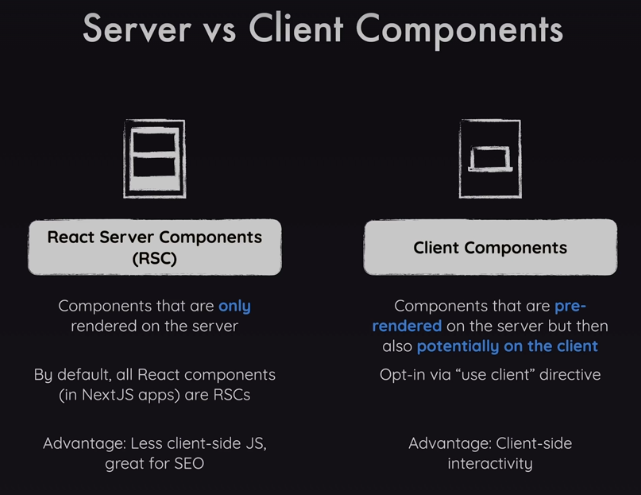 Server vs Client Components
React Server Components
(RSC)
Components that are only
rendered on the server
By default, all React components
(in NextJS apps) are RSCs
Advantage: Less client-side JS,
great for SEO
Client Components
Components that are pre-
rendered on the server but then
also potentially on the client
Opt-in via “use client” directive
Advantage: Client-side
interactivity